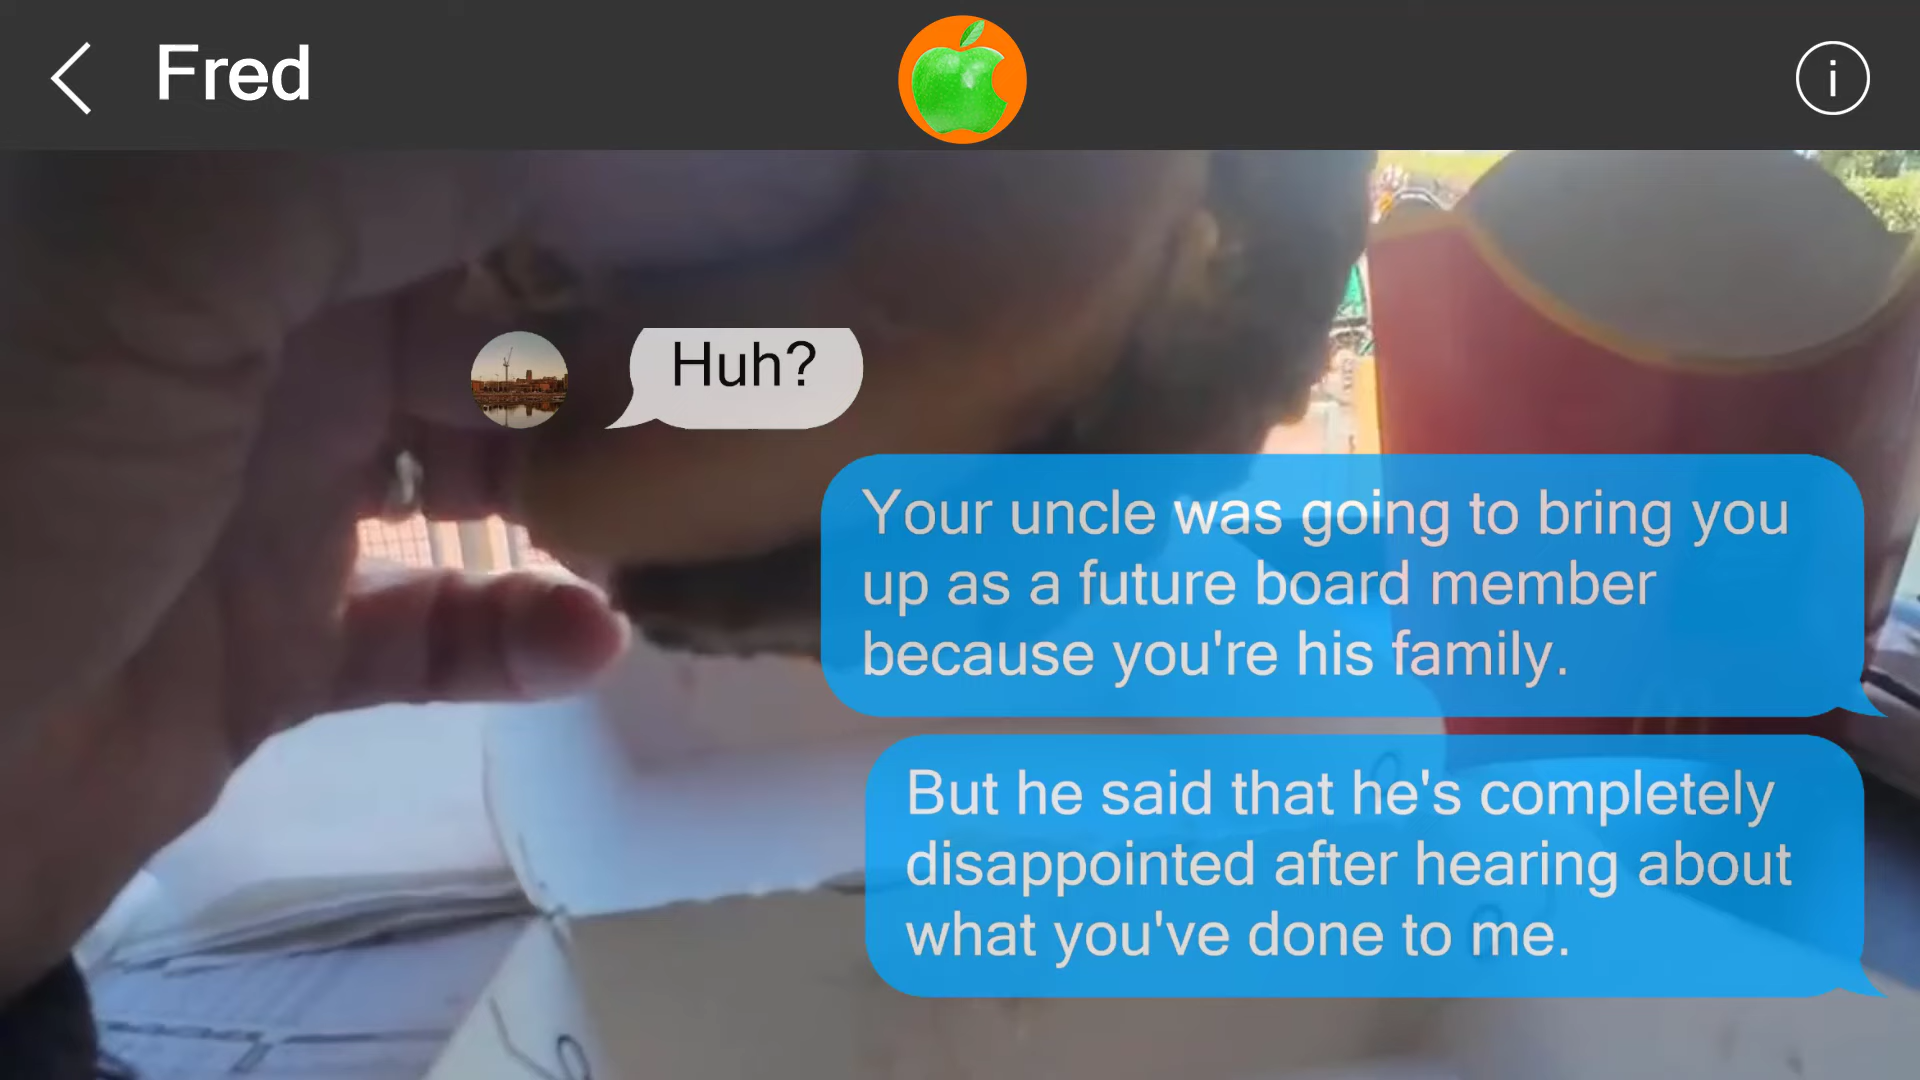 Fred
i
Huh?
Your uncle was going to bring you
up as a future board member
because you're his family.
But he said that he's completely
disappointed after hearing about
what you've done to me.